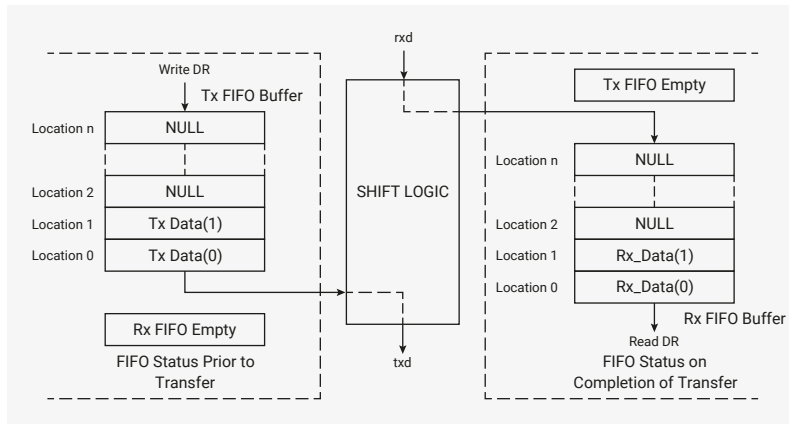 Write DR
Tx FIFO Buffer
Location n
NULL
Location 2
NULL
Location 1
Tx Data(1)
Location 0
Tx Data(0)
Rx FIFO Empty
FIFO Status Prior to
Transfer
rxd
SHIFT LOGIC
txd
Tx FIFO Empty
Location n
NULL
Location 2
NULL
Location 1
Rx_Data(1)
Location 0
Rx_Data(0)
Rx FIFO Buffer
Read DR
FIFO Status on
Completion of Transfer